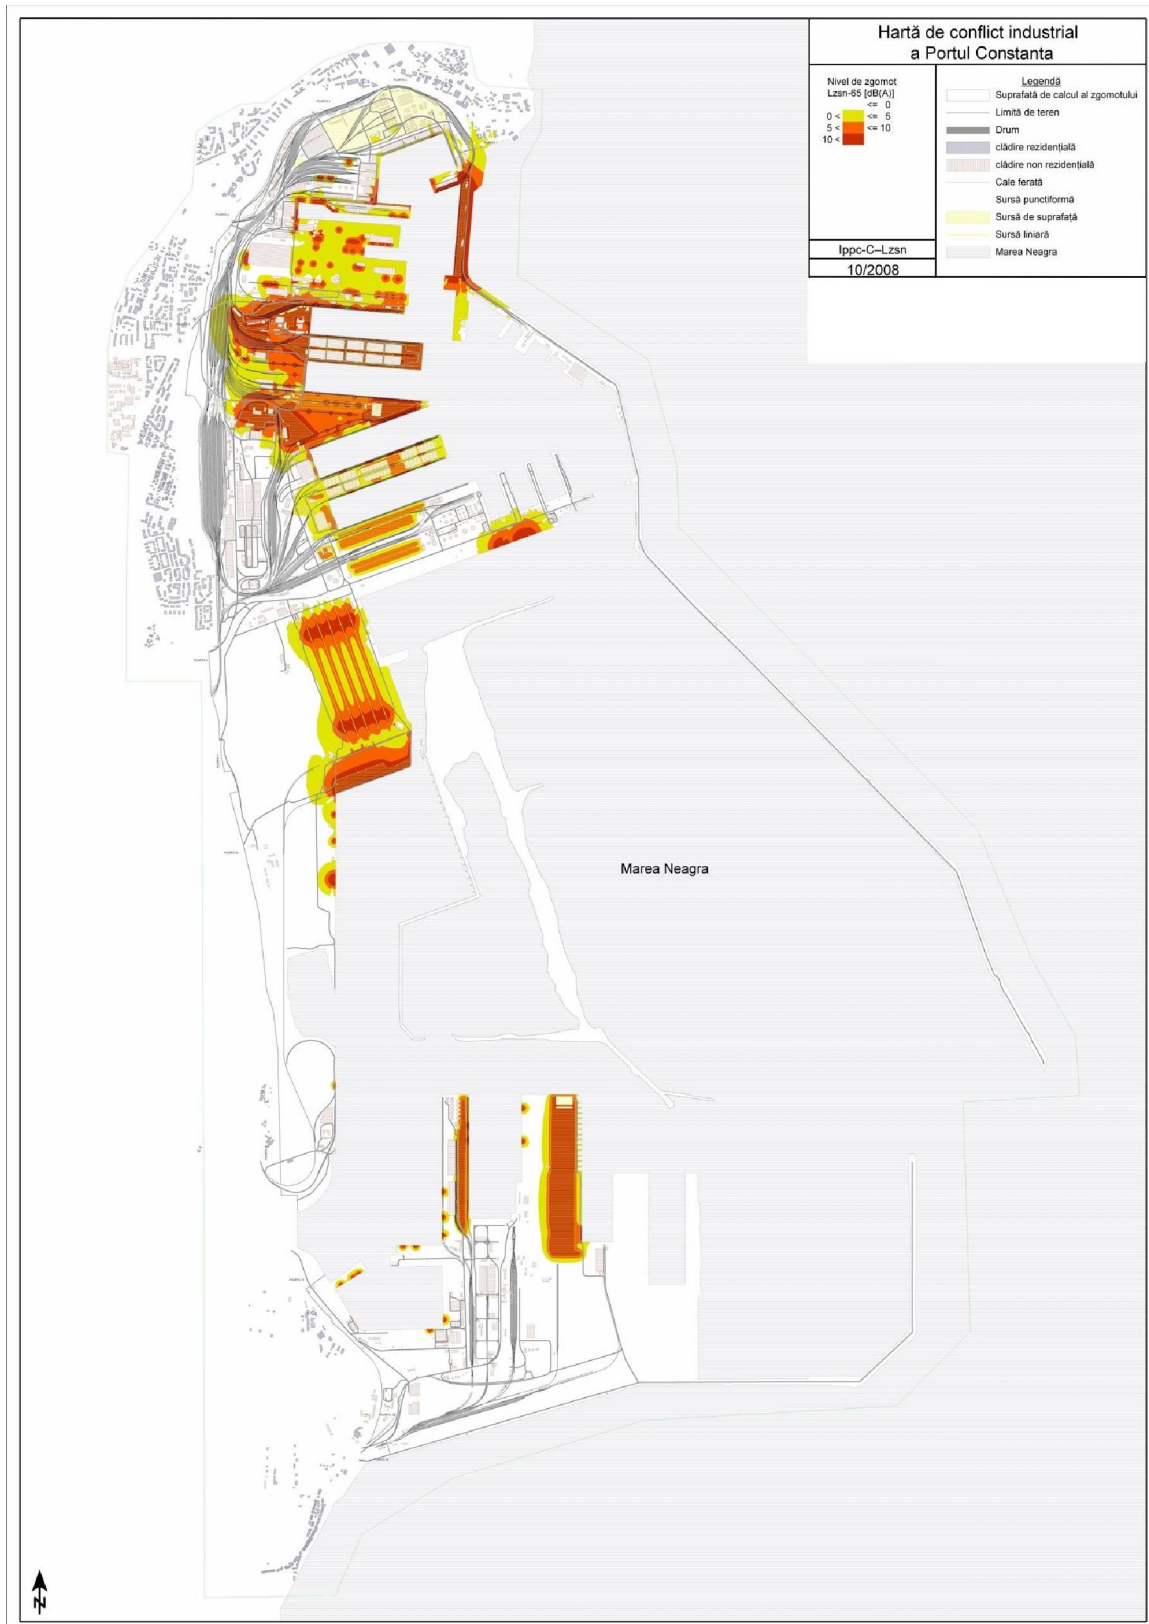 Hartă de conflict industrial
a Portul Constanta
Nivel de zgomot
Lzsn-65 [dB(A)]
<= 0
0 < <= 5
5 < <= 10
10 <
Legendă
Suprafată de calcul al zgomotului
Limită de teren
Drum
clădire rezidențială
clădire non rezidențială
Cale ferată
Sursă punctiformă
Sursă de suprafață
Sursă liniară
Marea Neagra
Ippc-C–Lzsn
10/2008
Marea Neagra
N